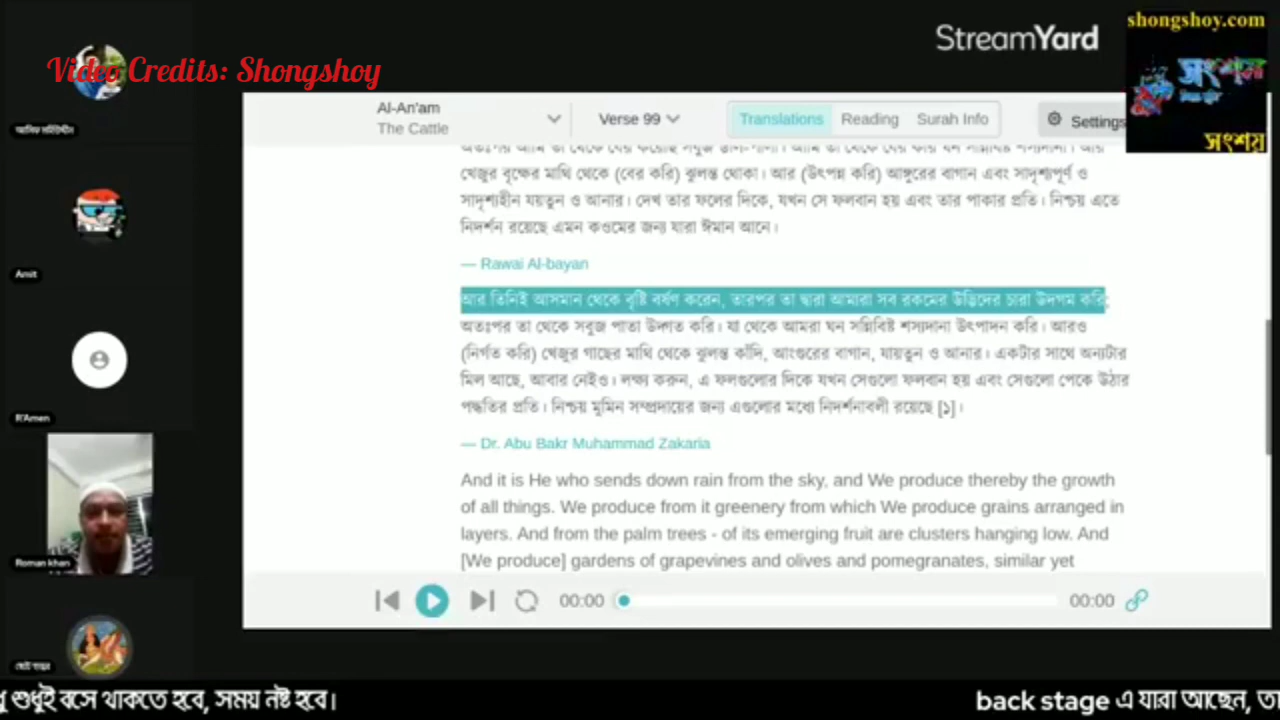 shongshoy.com
StreamYard
Video Credits: Shongshoy
সংশয়
সংশয়
Al-An'am
The Cattle
Verse 99
Translations
Reading
Surah Info
Settings
খেজুর বৃক্ষের মাথি থেকে (বের করি) ঝুলন্ত থোকা। আর (উৎপন্ন করি) আঙ্গুরের বাগান এবং সাদৃশ্যপূর্ণ ও
সাদৃশ্যহীন যয়তুন ও আনার। দেখ তার ফলের দিকে, যখন সে ফলবান হয় এবং তার পাকার প্রতি। নিশ্চয় এতে
নিদর্শন রয়েছে এমন কওমের জন্য যারা ঈমান আনে।
— Rawai Al-bayan
আর তিনিই আসমান থেকে বৃষ্টি বর্ষণ করেন, তারপর তা দ্বারা আমারা সব রকমের উদ্ভিদের চারা উদগম করি;
অতঃপর তা থেকে সবুজ পাতা উদ্গত করি। যা থেকে আমরা ঘন সন্নিবিষ্ট শস্যদানা উৎপাদন করি। আরও
(নির্গত করি) খেজুর গাছের মাথি থেকে ঝুলন্ত কাঁদি, আংগুরের বাগান, যায়তুন ও আনার। একটার সাথে অন্যটার
মিল আছে, আবার নেইও। লক্ষ্য করুন, এ ফলগুলোর দিকে যখন সেগুলো ফলবান হয় এবং সেগুলো পেকে উঠার
পদ্ধতির প্রতি। নিশ্চয় মুমিন সম্প্রদায়ের জন্য এগুলোর মধ্যে নিদর্শনাবলী রয়েছে [১]।
— Dr. Abu Bakr Muhammad Zakaria
And it is He who sends down rain from the sky, and We produce thereby the growth
of all things. We produce from it greenery from which We produce grains arranged in
layers. And from the palm trees - of its emerging fruit are clusters hanging low. And
[We produce] gardens of grapevines and olives and pomegranates, similar yet
00:00
00:00
Amit
R'Amen
Roman khan
শুধুই বসে থাকতে হবে, সময় নষ্ট হবে।
back stage এ যারা আছেন,